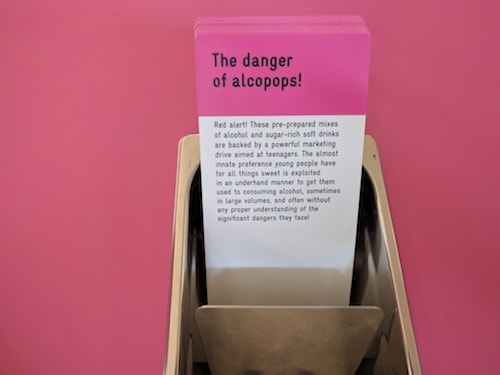 The danger
of alcopops!
Red alert! These pre-prepared mixes
of alcohol and sugar-rich soft drinks
are backed by a powerful marketing
drive aimed at teenagers. The almost
innate preference young people have
for all things sweet is exploited
in an underhand manner to get them
used to consuming alcohol, sometimes
in large volumes, and often without
any proper understanding of the
significant dangers they face!